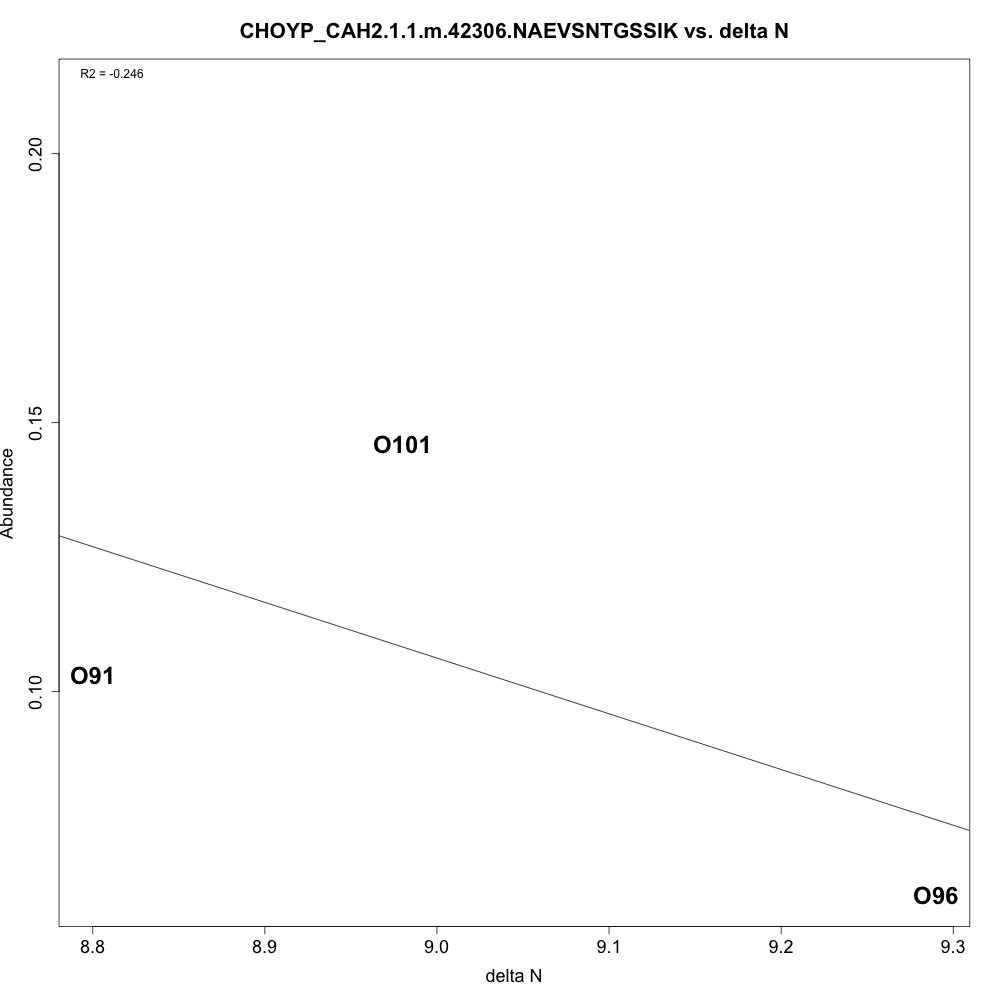 CHOYP_CAH2.1.1.m.42306.NAEVSNTGSSIK vs. delta N
R2 = -0.246
0.20
0.15
0.10
Abundance
O101
O91
O96
8.8 8.9 9.0 9.1 9.2 9.3
delta N